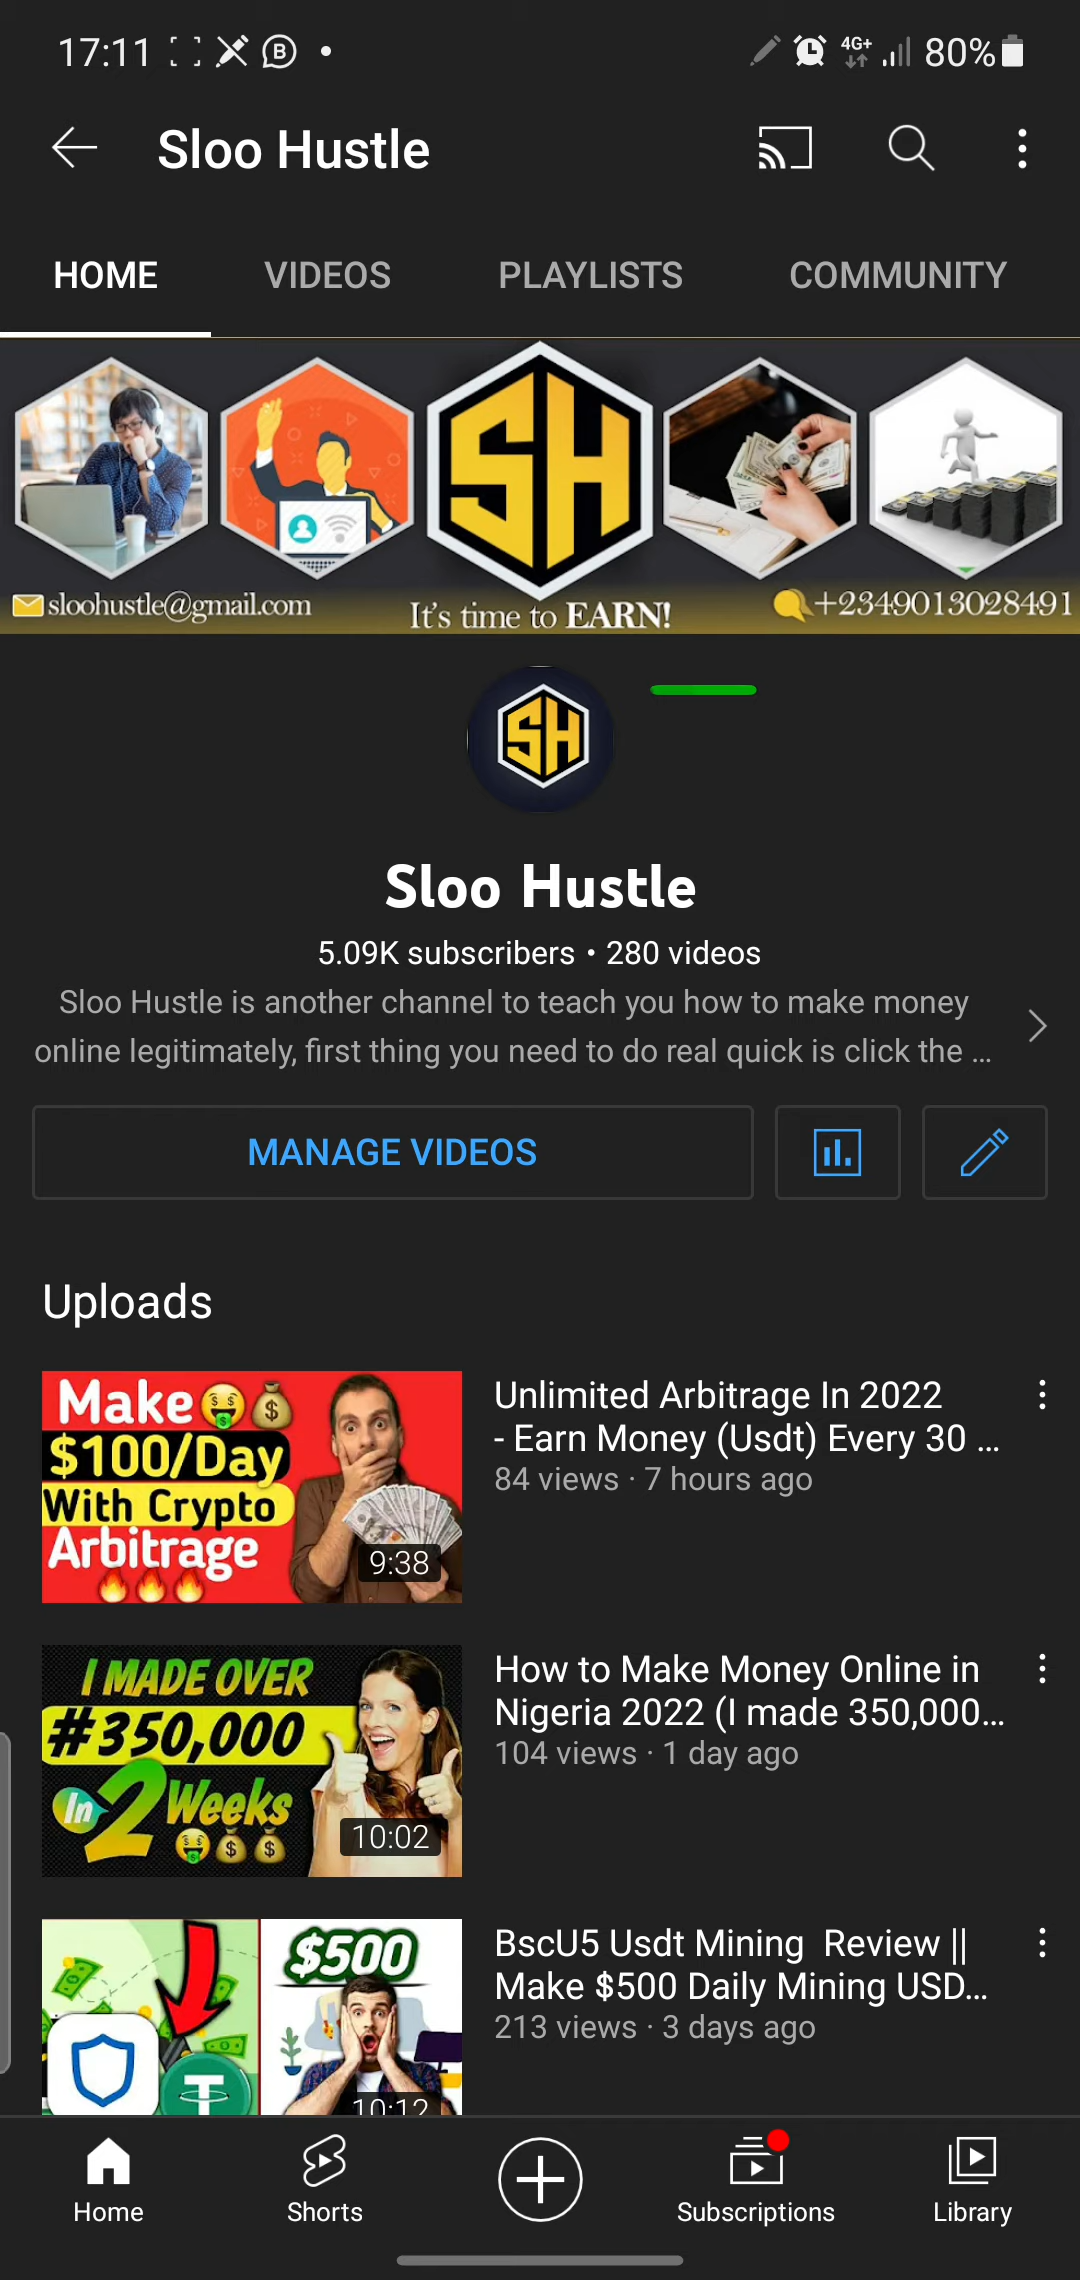 17:11
4G+
80%
Sloo Hustle
HOME VIDEOS PLAYLISTS COMMUNITY
SH
sloohustle@gmail.com
It's time to EARN!
+2349013028491
SH
Sloo Hustle
5.09K subscribers • 280 videos
Sloo Hustle is another channel to teach you how to make money
online legitimately, first thing you need to do real quick is click the ...
MANAGE VIDEOS
Uploads
Make
$100/Day
With Crypto
Arbitrage
9:38
Unlimited Arbitrage In 2022
- Earn Money (Usdt) Every 30 ...
84 views · 7 hours ago
I MADE OVER
#350,000
In 2 Weeks
10:02
How to Make Money Online in
Nigeria 2022 (I made 350,000...
104 views · 1 day ago
$500
10:12
BscU5 Usdt Mining  Review ||
Make $500 Daily Mining USD...
213 views · 3 days ago
Home
Shorts
Subscriptions
Library